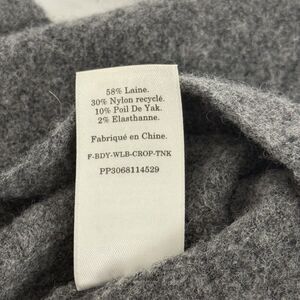 58% Laine.
30% Nylon recyclé.
10% Poil De Yak.
2% Elasthanne.
Fabriqué en Chine.
F-BDY-WLB-CROP-TNK
PP3068114529